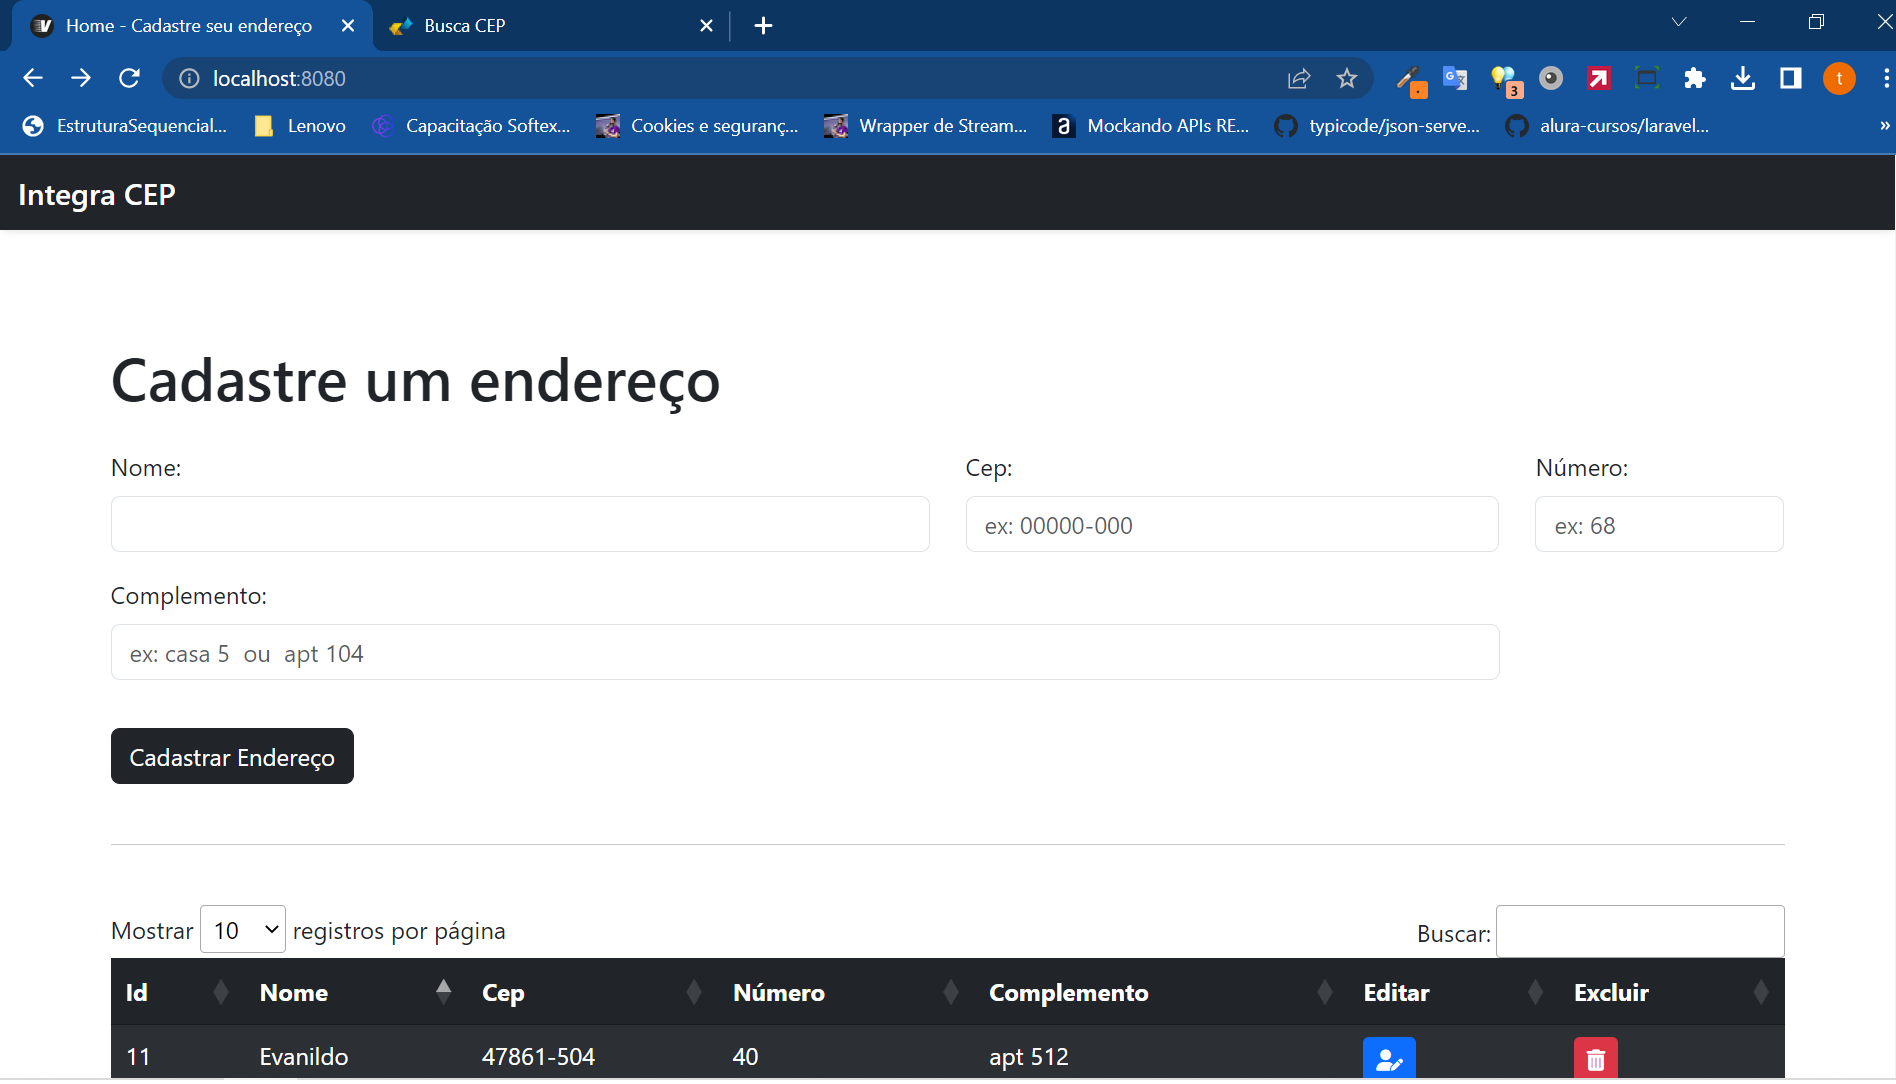 Home - Cadastre seu endereço
Busca CEP
localhost:8080
3
t
EstruturaSequencial...
Lenovo
Capacitação Softex...
Cookies e seguranç...
Wrapper de Stream...
Mockando APIs RE...
typicode/json-serve...
alura-cursos/laravel...
»
Integra CEP
Cadastre um endereço
Nome:
Cep:
Número:
ex: 00000-000
ex: 68
Complemento:
ex: casa 5 ou apt 104
Cadastrar Endereço
Mostrar 10 registros por página
Buscar:
Id Nome Cep Número Complemento Editar Excluir
11 Evanildo 47861-504 40 apt 512